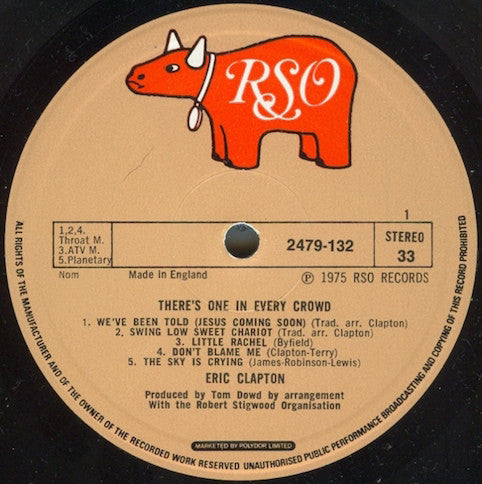 RSO
1
1,2,4.
Throat M.
3.ATV M.
5.Planetary
2479-132
STEREO
33
Nom
Made in England
℗ 1975 RSO RECORDS
THERE'S ONE IN EVERY CROWD
1. WE'VE BEEN TOLD (JESUS COMING SOON) (Trad. arr. Clapton)
2. SWING LOW SWEET CHARIOT (Trad. arr. Clapton)
3. LITTLE RACHEL (Byfield)
4. DON'T BLAME ME (Clapton-Terry)
5. THE SKY IS CRYING (James-Robinson-Lewis)
ERIC CLAPTON
Produced by Tom Dowd by arrangement
With the Robert Stigwood Organisation
MARKETED BY POLYDOR LIMITED
ALL RIGHTS OF THE MANUFACTURER AND OF THE OWNER OF THE RECORDED WORK RESERVED UNAUTHORISED PUBLIC PERFORMANCE BROADCASTING AND COPYING OF THIS RECORD PROHIBITED